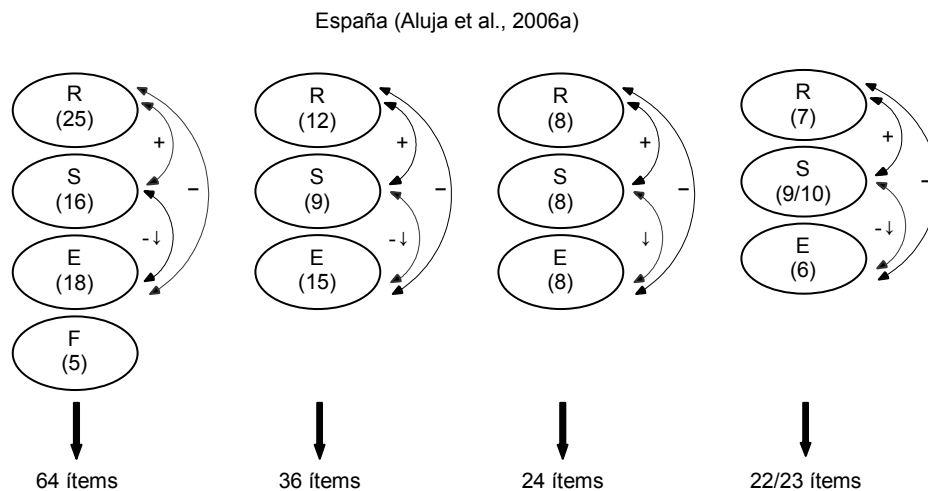 España (Aluja et al., 2006a)
R
(25)
S
(16)
E
(18)
F
(5)
+
-↓
–
64 ítems
R
(12)
S
(9)
E
(15)
+
-↓
–
36 ítems
R
(8)
S
(8)
E
(8)
+
↓
–
24 ítems
R
(7)
S
(9/10)
E
(6)
+
-↓
–
22/23 ítems